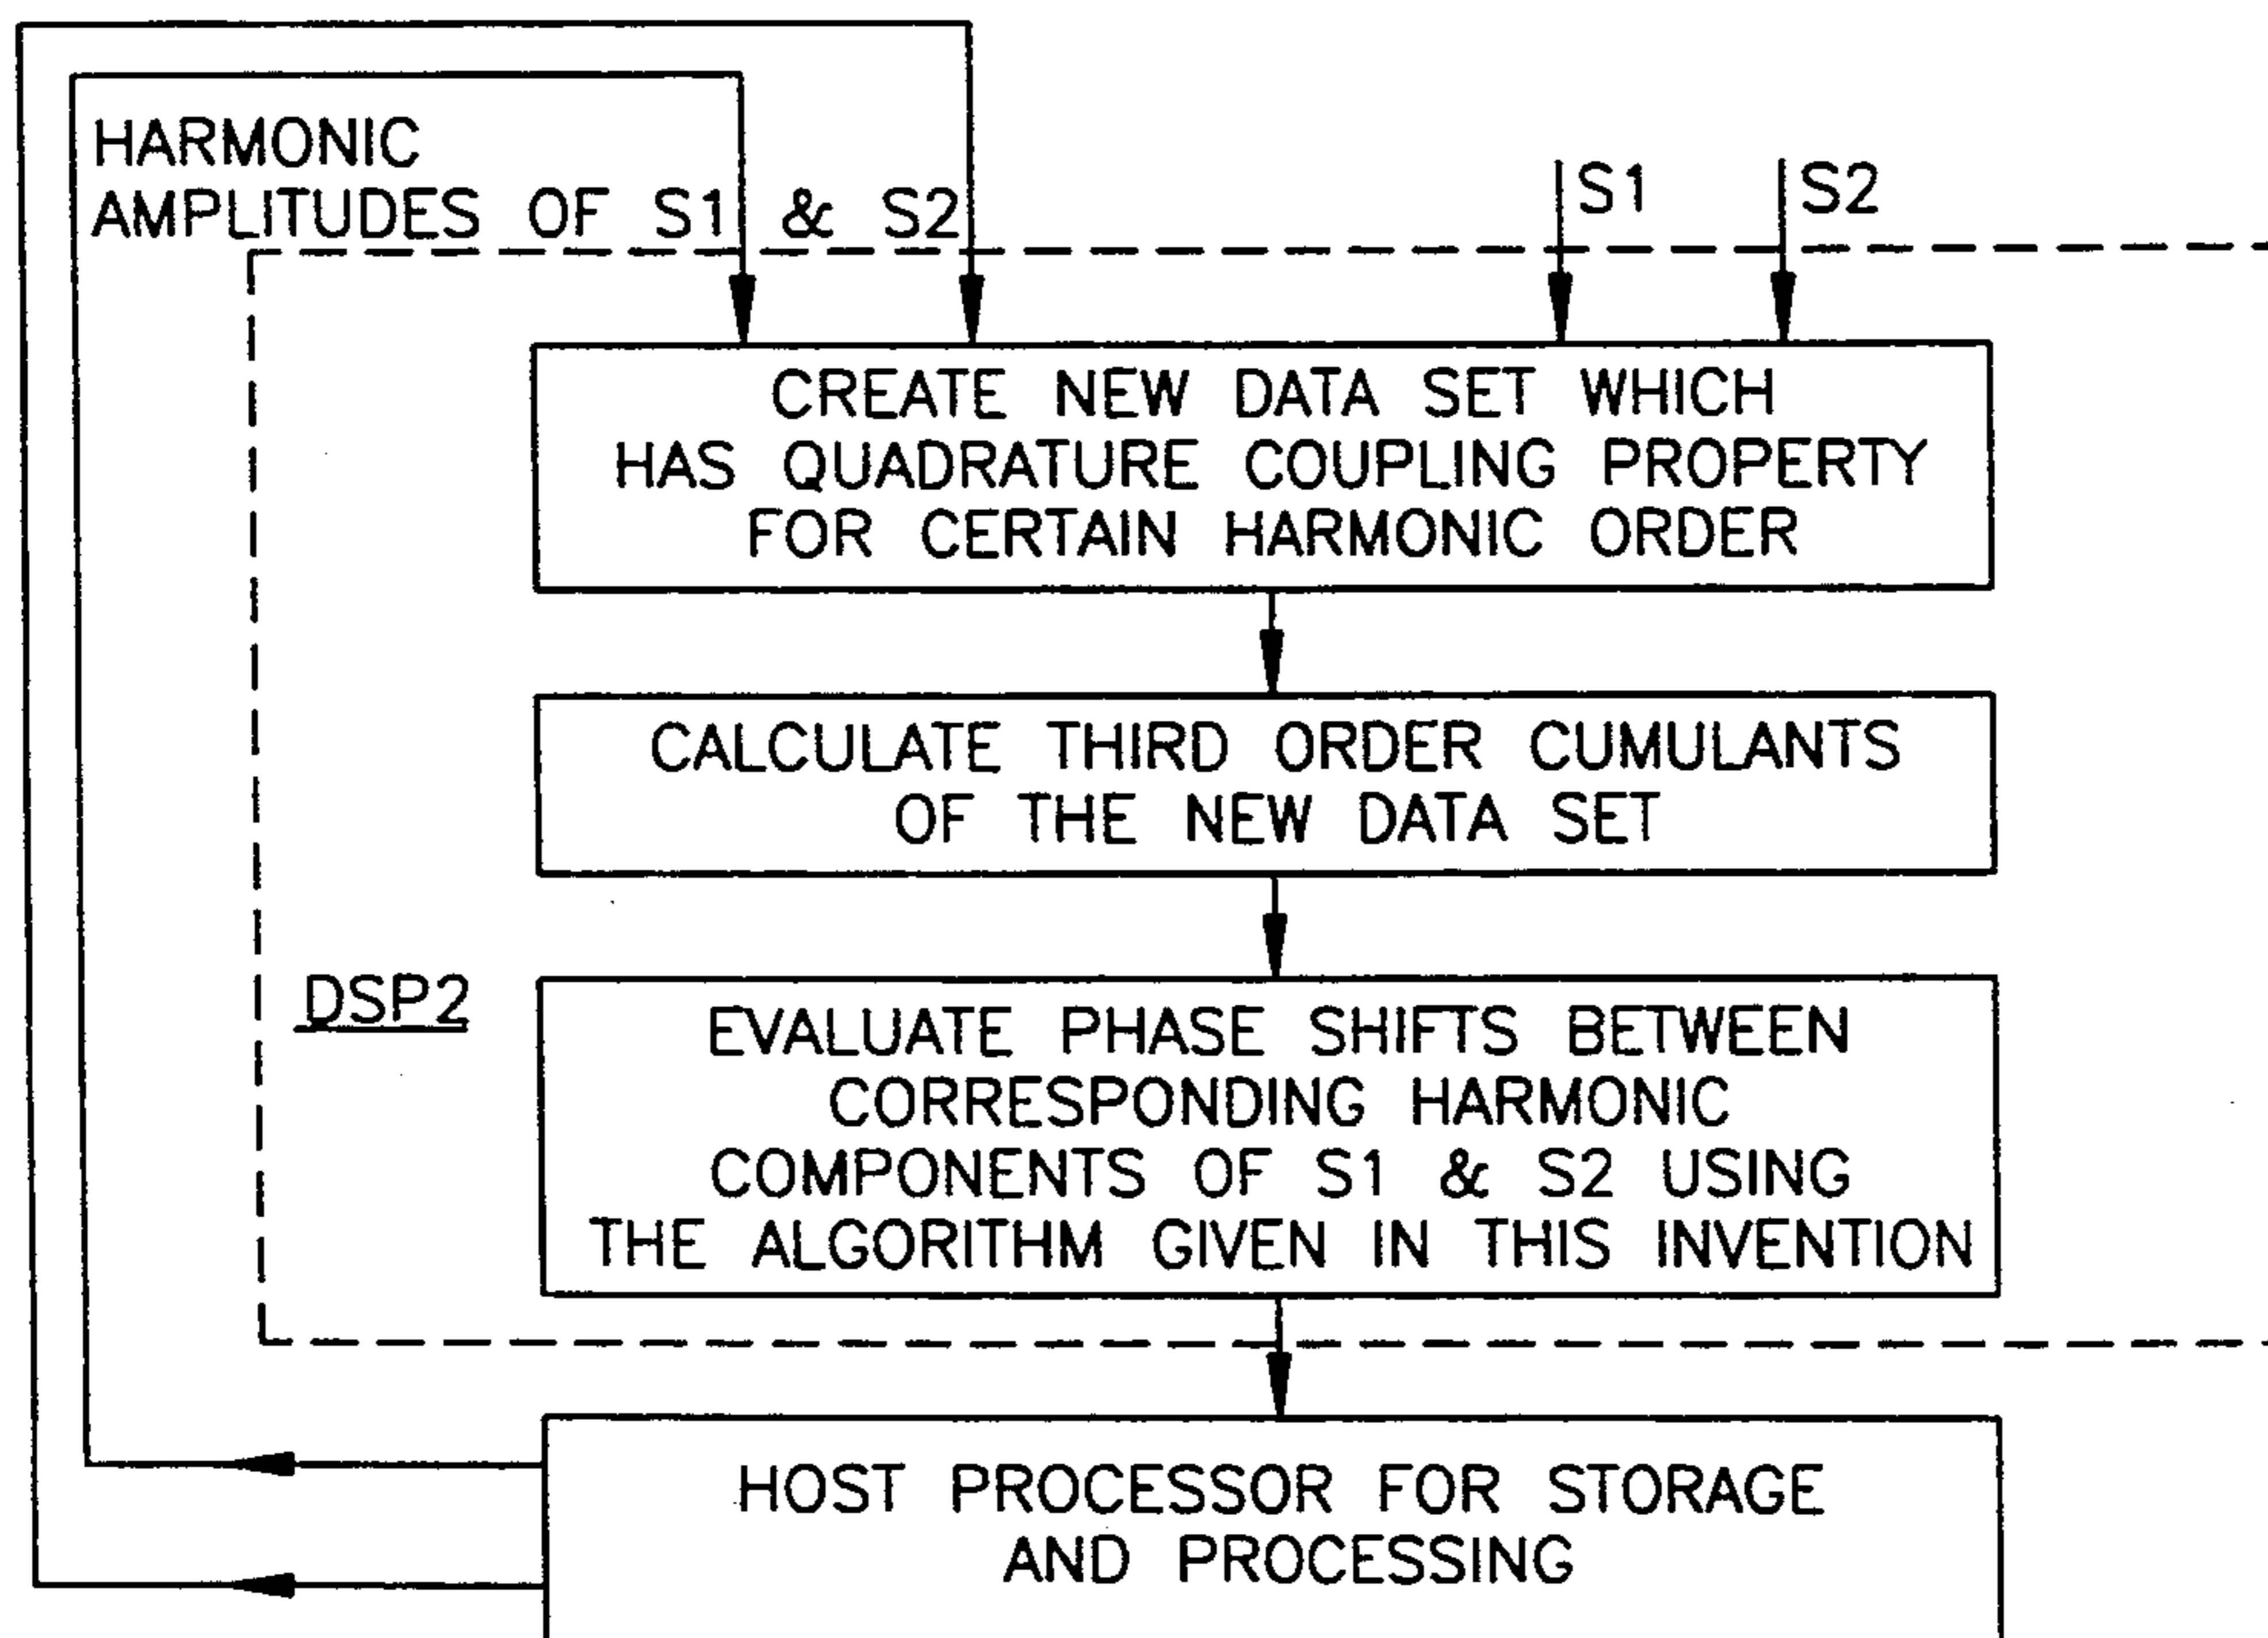 HARMONIC
AMPLITUDES OF S1 & S2
S1
S2
CREATE NEW DATA SET WHICH
HAS QUADRATURE COUPLING PROPERTY
FOR CERTAIN HARMONIC ORDER
CALCULATE THIRD ORDER CUMULANTS
OF THE NEW DATA SET
DSP2
EVALUATE PHASE SHIFTS BETWEEN
CORRESPONDING HARMONIC
COMPONENTS OF S1 & S2 USING
THE ALGORITHM GIVEN IN THIS INVENTION
HOST PROCESSOR FOR STORAGE
AND PROCESSING